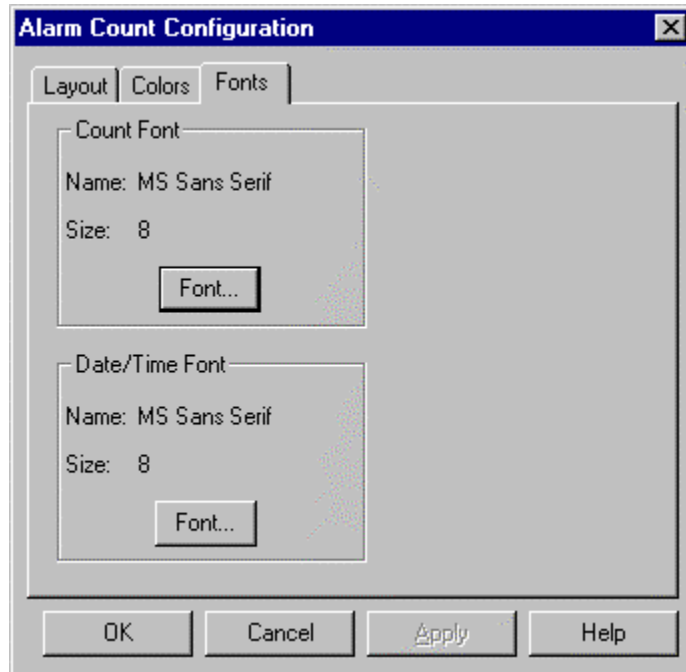 Alarm Count Configuration
Layout Colors Fonts
Count Font
Name: MS Sans Serif
Size: 8
Font...
Date/Time Font
Name: MS Sans Serif
Size: 8
Font...
OK Cancel Apply Help